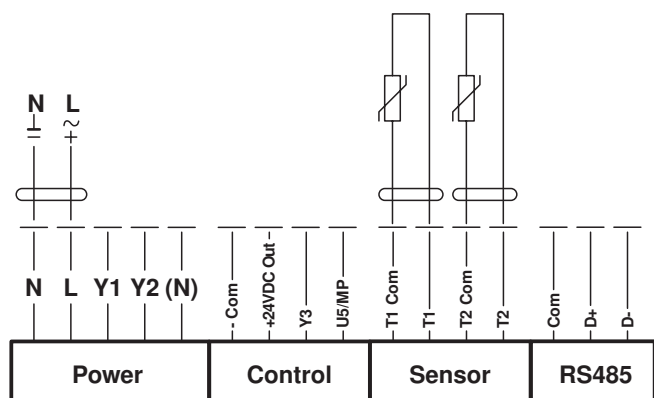 N L
N L Y1 Y2 (N)
- Com
+24VDC Out -
Y3
U5/MP
T1 Com
T1
T2 Com
T2
Com
D+
D-
Power Control Sensor RS485